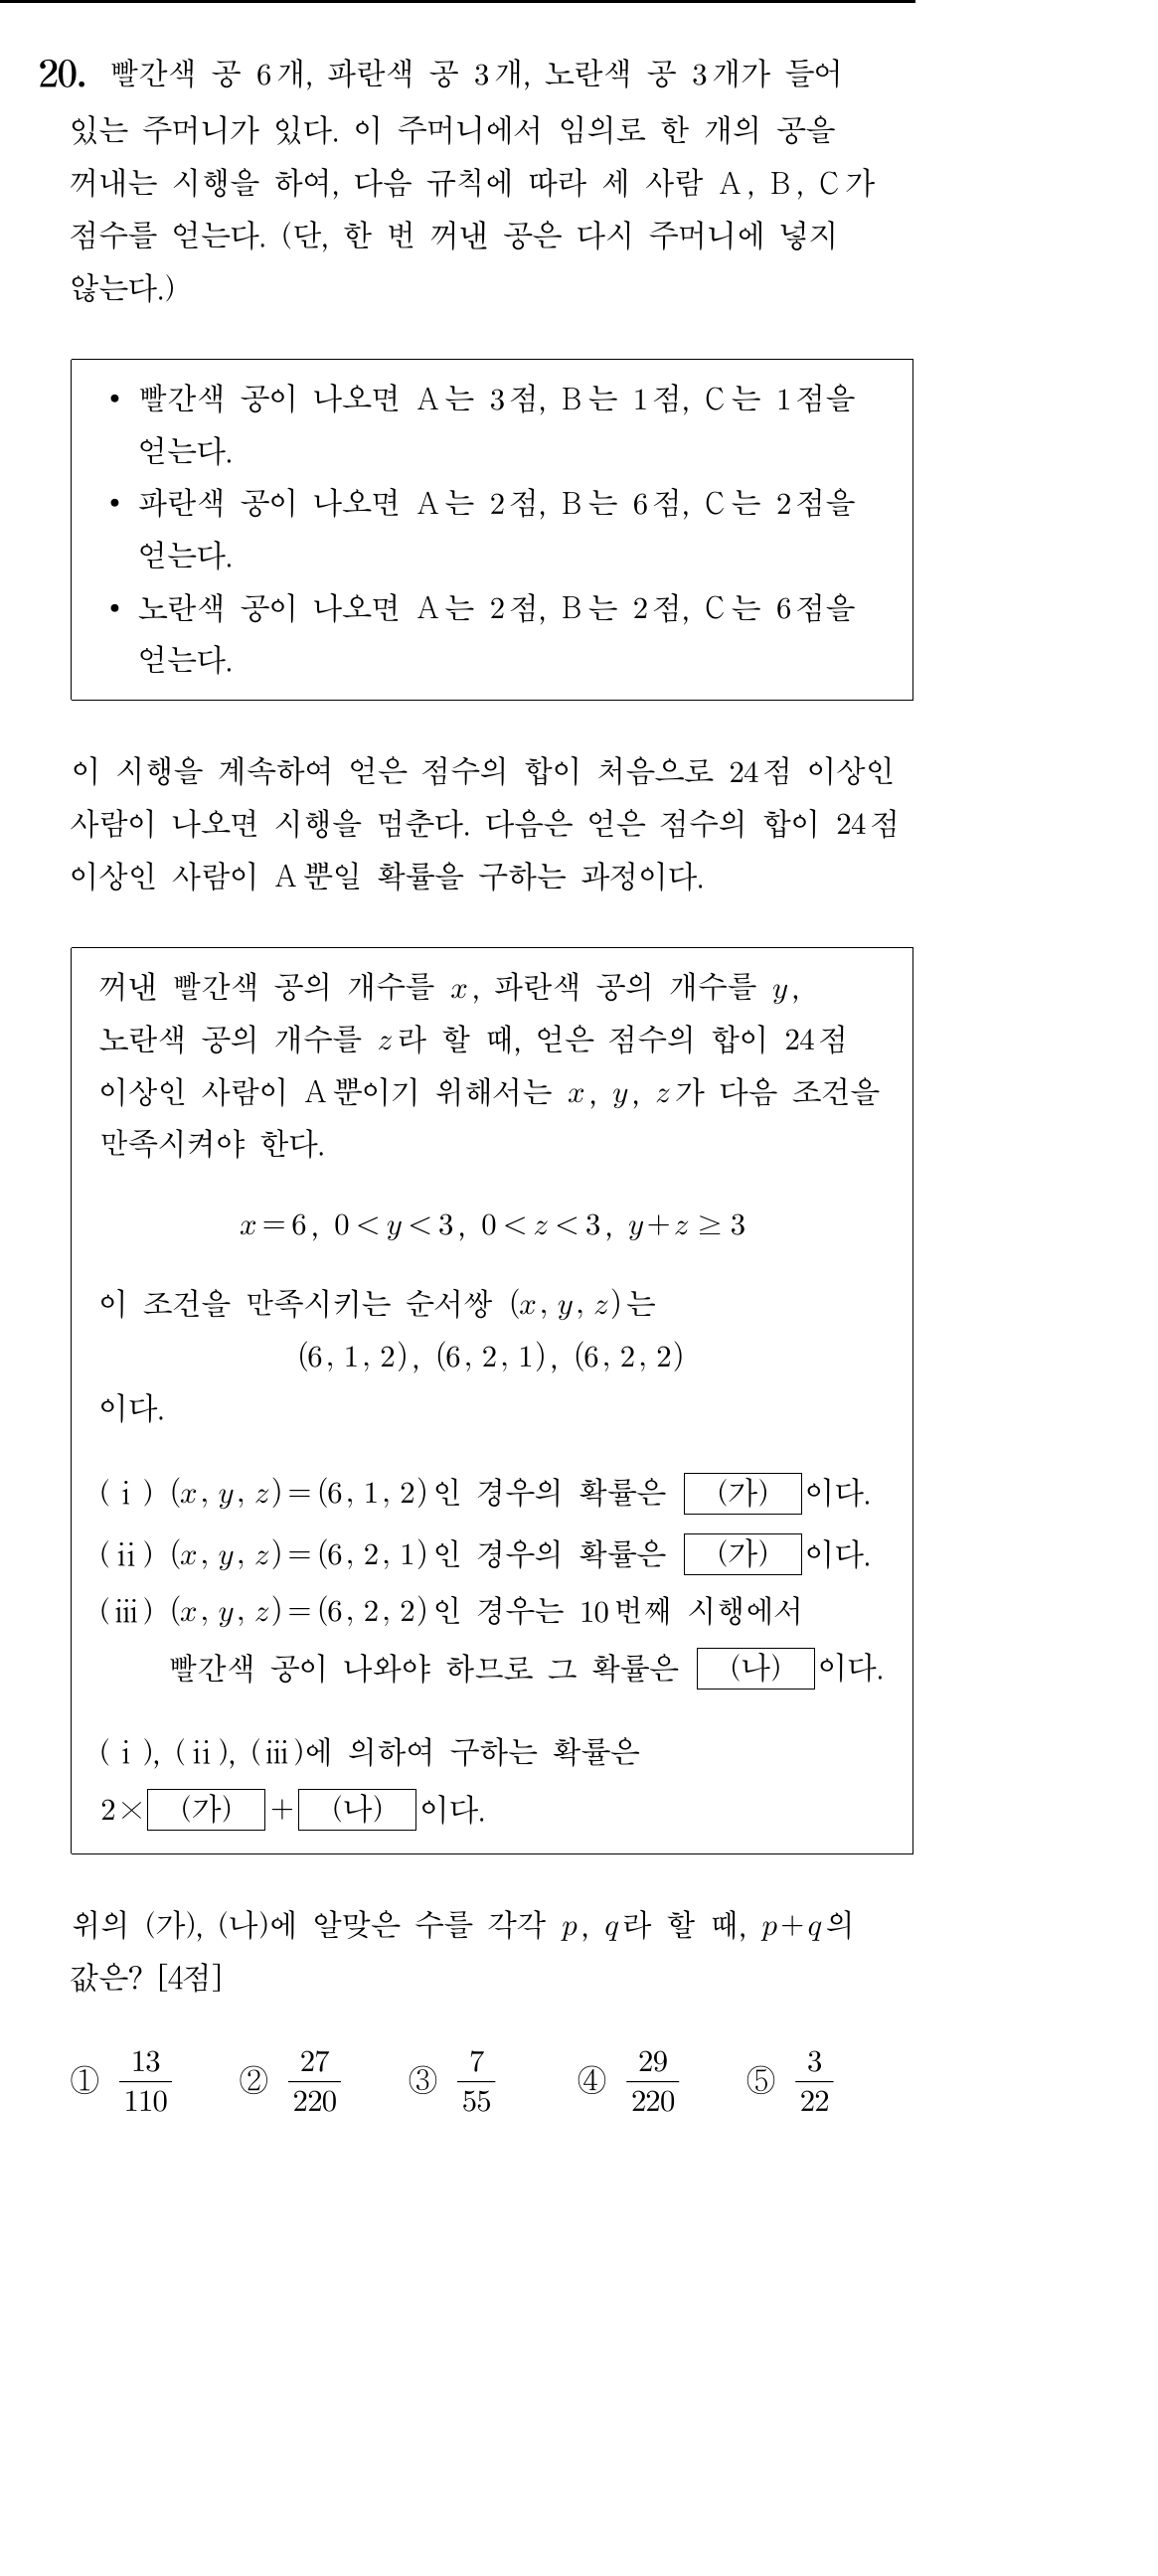 20. 빨간색 공 6개, 파란색 공 3개, 노란색 공 3개가 들어
있는 주머니가 있다. 이 주머니에서 임의로 한 개의 공을
꺼내는 시행을 하여, 다음 규칙에 따라 세 사람 A, B, C가
점수를 얻는다. (단, 한 번 꺼낸 공은 다시 주머니에 넣지
않는다.)
• 빨간색 공이 나오면 A는 3점, B는 1점, C는 1점을
얻는다.
• 파란색 공이 나오면 A는 2점, B는 6점, C는 2점을
얻는다.
• 노란색 공이 나오면 A는 2점, B는 2점, C는 6점을
얻는다.
이 시행을 계속하여 얻은 점수의 합이 처음으로 24점 이상인
사람이 나오면 시행을 멈춘다. 다음은 얻은 점수의 합이 24점
이상인 사람이 A뿐일 확률을 구하는 과정이다.
꺼낸 빨간색 공의 개수를 x, 파란색 공의 개수를 y,
노란색 공의 개수를 z라 할 때, 얻은 점수의 합이 24점
이상인 사람이 A뿐이기 위해서는 x, y, z가 다음 조건을
만족시켜야 한다.
x=6, 0<y<3, 0<z<3, y+z≥3
이 조건을 만족시키는 순서쌍 (x, y, z)는
(6, 1, 2), (6, 2, 1), (6, 2, 2)
이다.
(ⅰ) (x, y, z)=(6, 1, 2)인 경우의 확률은 (가) 이다.
(ⅱ) (x, y, z)=(6, 2, 1)인 경우의 확률은 (가) 이다.
(ⅲ) (x, y, z)=(6, 2, 2)인 경우는 10번째 시행에서
빨간색 공이 나와야 하므로 그 확률은 (나) 이다.
(ⅰ), (ⅱ), (ⅲ)에 의하여 구하는 확률은
2× (가) + (나) 이다.
위의 (가), (나)에 알맞은 수를 각각 p, q라 할 때, p+q의
값은? [4점]
① 13/110 ② 27/220 ③ 7/55 ④ 29/220 ⑤ 3/22